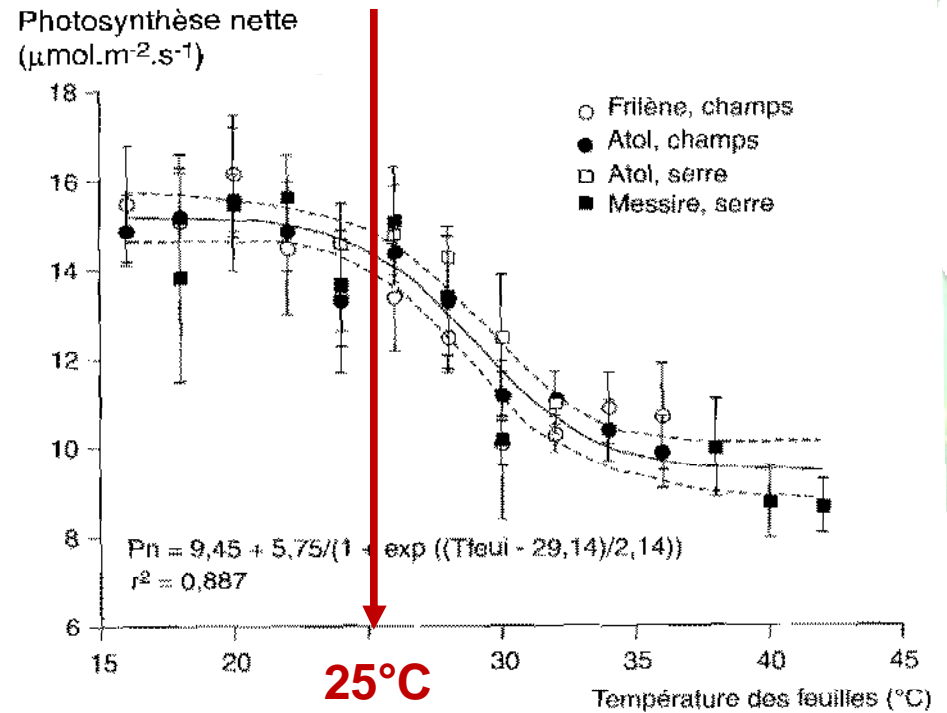 Photosynthèse nette
(µmol.m-2.s-1)
18
16
14
12
10
8
6
Frilène, champs
Atol, champs
Atol, serre
Messire, serre
Pn = 9,45 + 5,75/(1 + exp ((Tfeui - 29,14)/2,14))
r² = 0,887
15
20
25°C
30
35
40
45
Température des feuilles (°C)